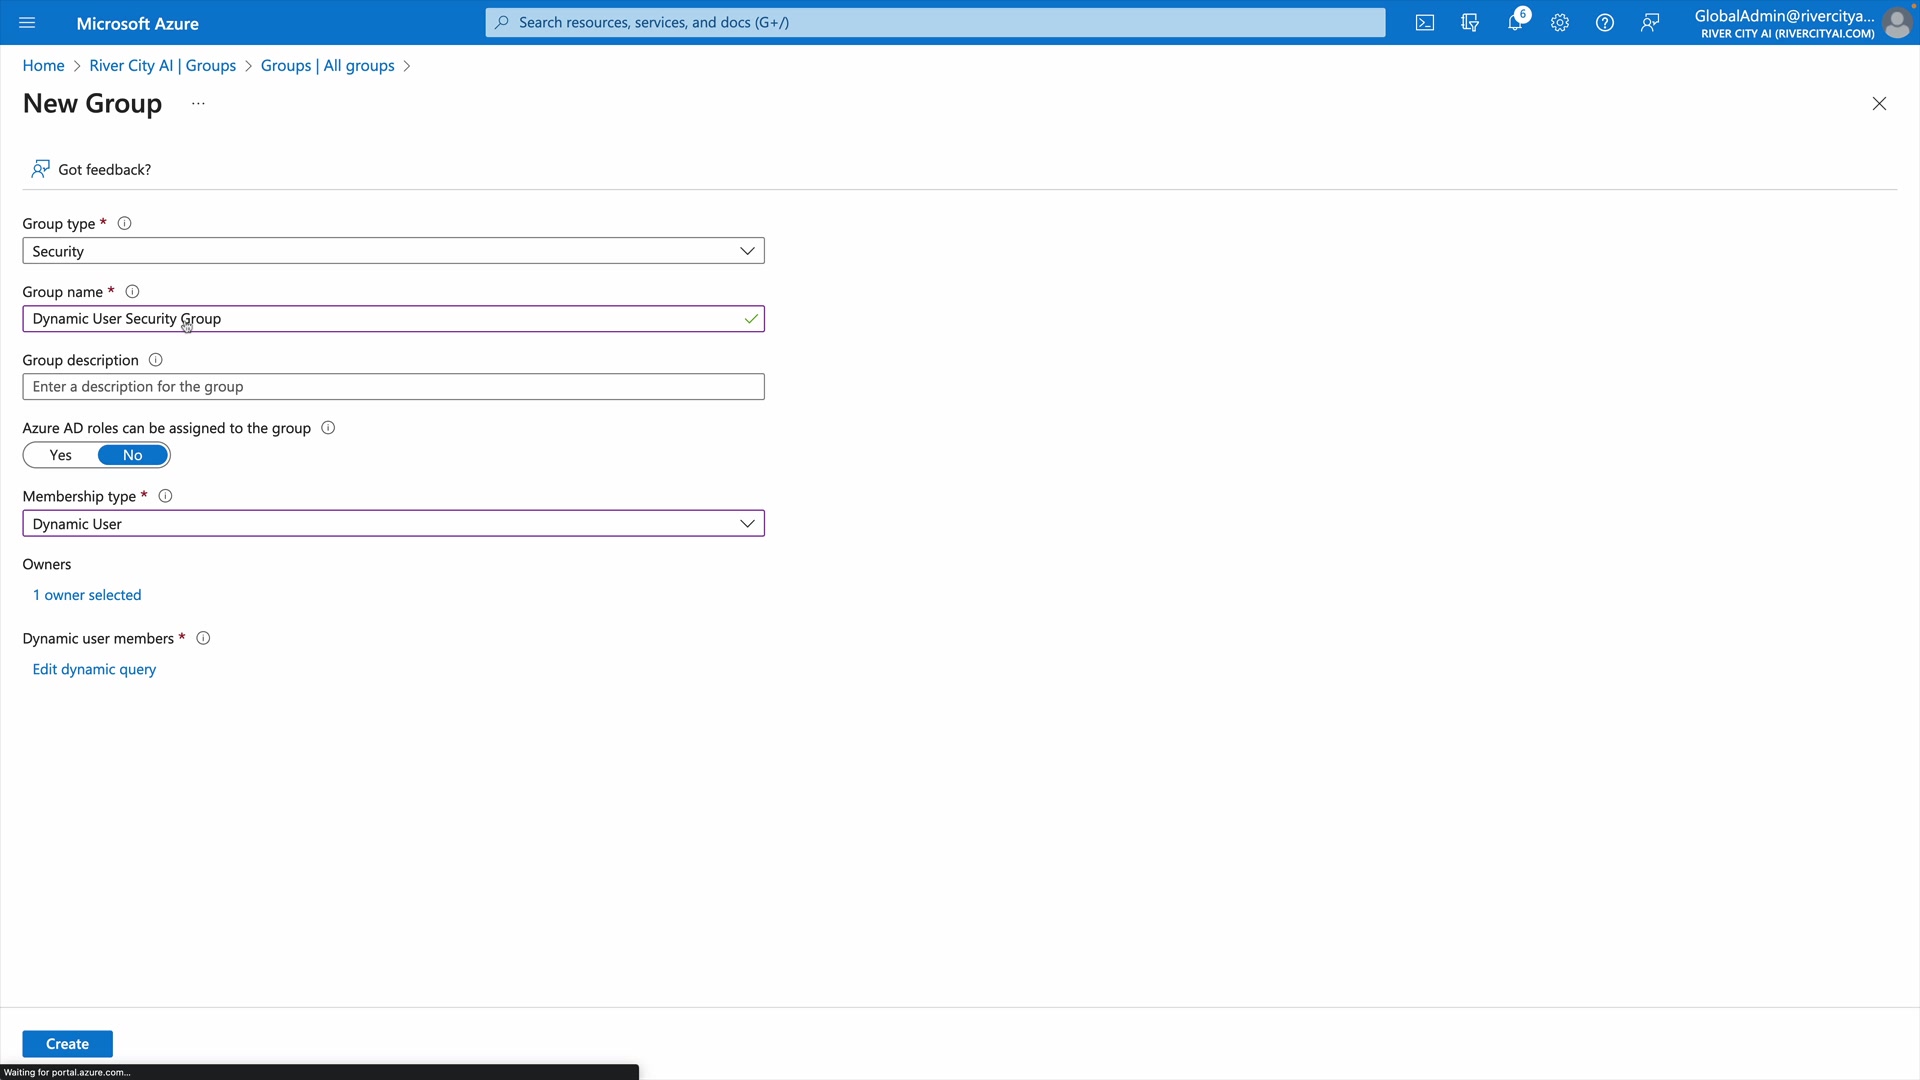 Microsoft Azure
Search resources, services, and docs (G+/)
6
GlobalAdmin@rivercitya...
RIVER CITY AI (RIVERCITYAI.COM)
Home > River City AI | Groups > Groups | All groups >
New Group ...
Got feedback?
Group type *
Security
Group name *
Dynamic User Security Group
Group description
Enter a description for the group
Azure AD roles can be assigned to the group
Yes No
Membership type *
Dynamic User
Owners
1 owner selected
Dynamic user members *
Edit dynamic query
Create
Waiting for portal.azure.com...